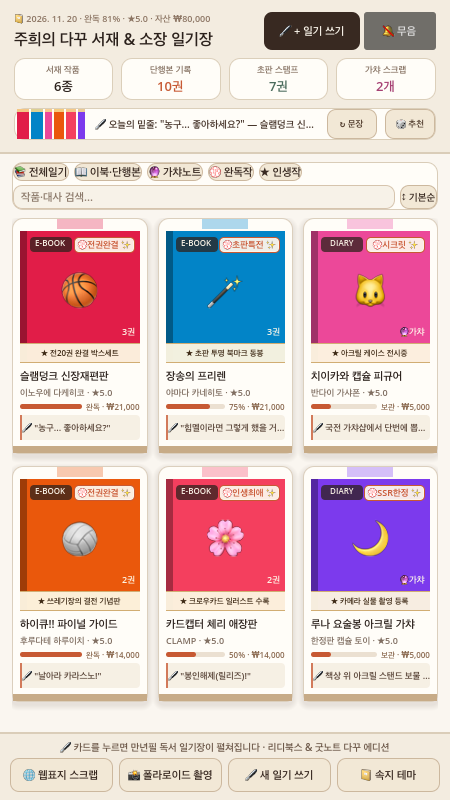 2026. 11. 20 · 완독 81% · ★5.0 · 자산 ₩80,000
주희의 다꾸 서재 & 소장 일기장
+ 일기 쓰기
무음
서재 작품
6종
단행본 기록
10권
초판 스탬프
7권
가챠 스크랩
2개
오늘의 밑줄: "농구... 좋아하세요?" — 슬램덩크 신...
↻ 문장
추천
전체일기
이북·단행본
가챠노트
완독작
★ 인생작
작품·대사 검색...
↕ 기본순
E-BOOK
전권완결
3권
★ 전20권 완결 박스세트
슬램덩크 신장재편판
이노우에 다케히코 · ★5.0
완독 · ₩21,000
"농구... 좋아하세요?"
E-BOOK
초판특전
3권
★ 초판 투명 북마크 동봉
장송의 프리렌
야마다 카네히토 · ★5.0
75% · ₩21,000
"힘멜이라면 그렇게 했을 거...
DIARY
시크릿
가챠
★ 아크릴 케이스 전시중
치이카와 캡슐 피규어
반다이 가샤폰 · ★5.0
보관 · ₩5,000
국전 가챠샵에서 단번에 뽑...
E-BOOK
전권완결
2권
★ 쓰레기장의 결전 기념판
하이큐!! 파이널 가이드
후루다테 하루이치 · ★5.0
완독 · ₩14,000
"날아라 카라스노!"
E-BOOK
인생최애
2권
★ 크로우카드 일러스트 수록
카드캡터 체리 애장판
CLAMP · ★5.0
50% · ₩14,000
"봉인해제(릴리즈)!"
DIARY
SSR한정
가챠
★ 카메라 실물 촬영 등록
루나 요술봉 아크릴 가챠
한정판 캡슐 토이 · ★5.0
보관 · ₩5,000
책상 위 아크릴 스탠드 보물 ...
카드를 누르면 만년필 독서 일기장이 펼쳐집니다 · 리디북스 & 굿노트 다꾸 에디션
웹표지 스크랩
폴라로이드 촬영
새 일기 쓰기
속지 테마